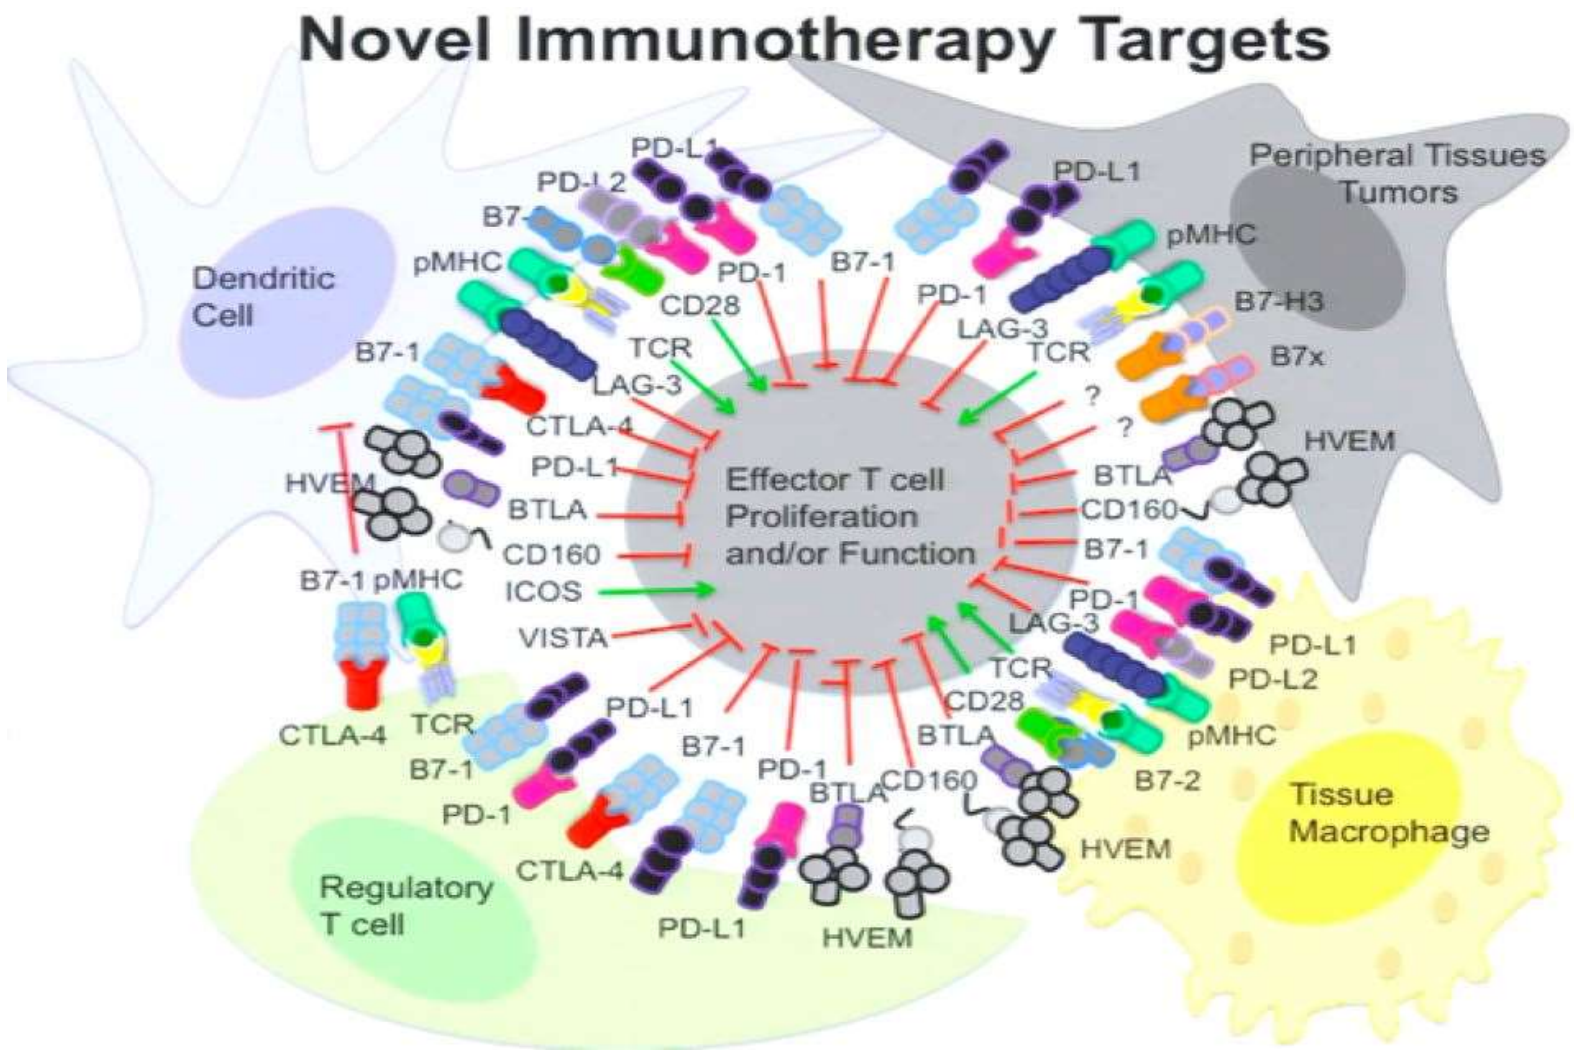 Novel Immunotherapy Targets
Dendritic
Cell
Peripheral Tissues
Tumors
Effector T cell
Proliferation
and/or Function
Regulatory
T cell
Tissue
Macrophage
PD-L1
PD-L2
B7-
pMHC
B7-1
HVEM
B7-1 pMHC
PD-1
CD28
TCR
LAG-3
CTLA-4
PD-L1
BTLA
CD160
ICOS
VISTA
B7-1
PD-1
LAG-3
TCR
?
?
BTLA
CD160
B7-1
PD-1
LAG-3
TCR
CD28
BTLA
CD160
BTLA
PD-1
B7-1
PD-L1
PD-L1
pMHC
B7-H3
B7x
HVEM
PD-L1
PD-L2
pMHC
B7-2
HVEM
CTLA-4
TCR
B7-1
PD-1
CTLA-4
PD-L1
HVEM